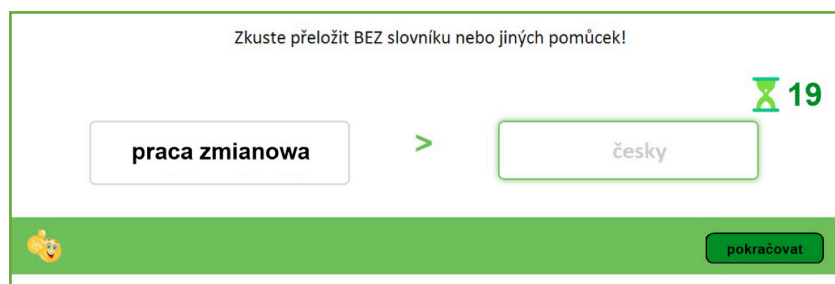 Zkuste přeložit BEZ slovníku nebo jiných pomůcek!
19
praca zmianowa > česky
pokračovat